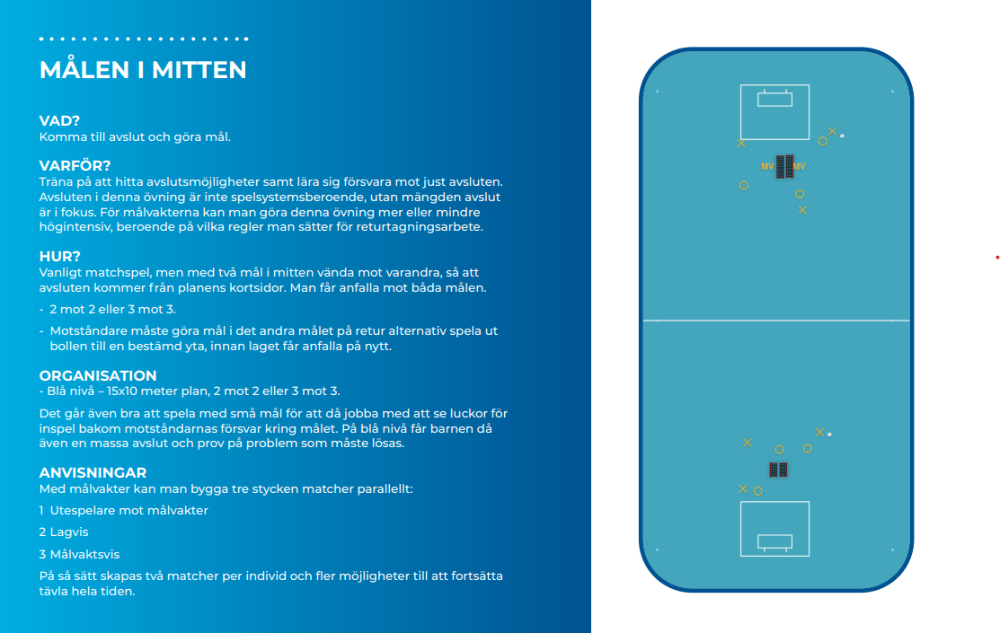 MÅLEN I MITTEN
VAD?
Komma till avslut och göra mål.
VARFÖR?
Träna på att hitta avslutsmöjligheter samt lära sig försvara mot just avsluten.
Avsluten i denna övning är inte spelsystemsberoende, utan mängden avslut
är i fokus. För målvakterna kan man göra denna övning mer eller mindre
högintensiv, beroende på vilka regler man sätter för returtagningsarbete.
HUR?
Vanligt matchspel, men med två mål i mitten vända mot varandra, så att
avsluten kommer från planens kortsidor. Man får anfalla mot båda målen.
- 2 mot 2 eller 3 mot 3.
- Motståndare måste göra mål i det andra målet på retur alternativ spela ut
bollen till en bestämd yta, innan laget får anfalla på nytt.
ORGANISATION
- Blå nivå – 15x10 meter plan, 2 mot 2 eller 3 mot 3.
Det går även bra att spela med små mål för att då jobba med att se luckor för
inspel bakom motståndarnas försvar kring målet. På blå nivå får barnen då
även en massa avslut och prov på problem som måste lösas.
ANVISNINGAR
Med målvakter kan man bygga tre stycken matcher parallellt:
1 Utespelare mot målvakter
2 Lagvis
3 Målvaktsvis
På så sätt skapas två matcher per individ och fler möjligheter till att fortsätta
tävla hela tiden.
MV MV